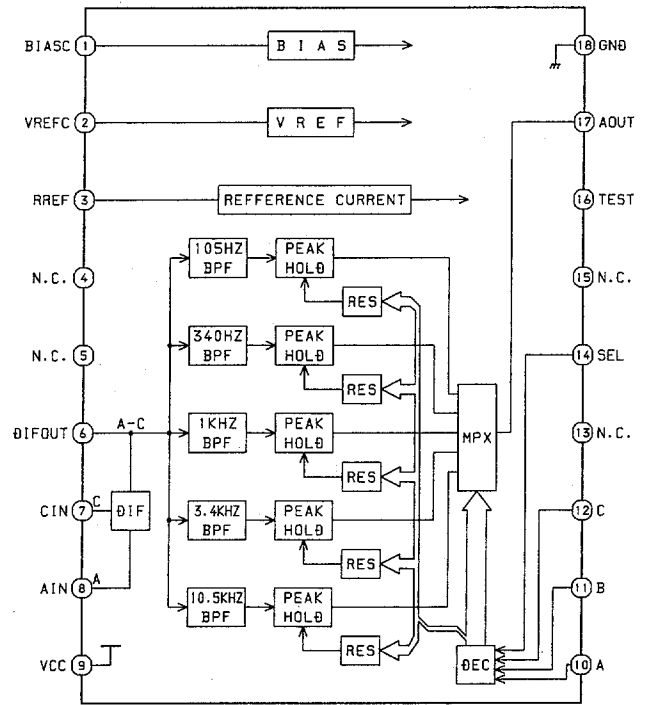 BIASC 1 B I A S 18 GND
VREFC 2 V R E F 17 AOUT
RREF 3 REFFERENCE CURRENT 16 TEST
105HZ BPF
PEAK HOLD
N.C. 4 RES 15 N.C.
340HZ BPF
PEAK HOLD
N.C. 5 14 SEL
RES
A-C
DIFOUT 6 1KHZ BPF
PEAK HOLD
MPX
13 N.C.
RES
CIN 7 C DIF
3.4KHZ BPF
PEAK HOLD
12 C
RES
AIN 8 A
10.5KHZ BPF
PEAK HOLD
11 B
RES
VCC 9 DEC 10 A